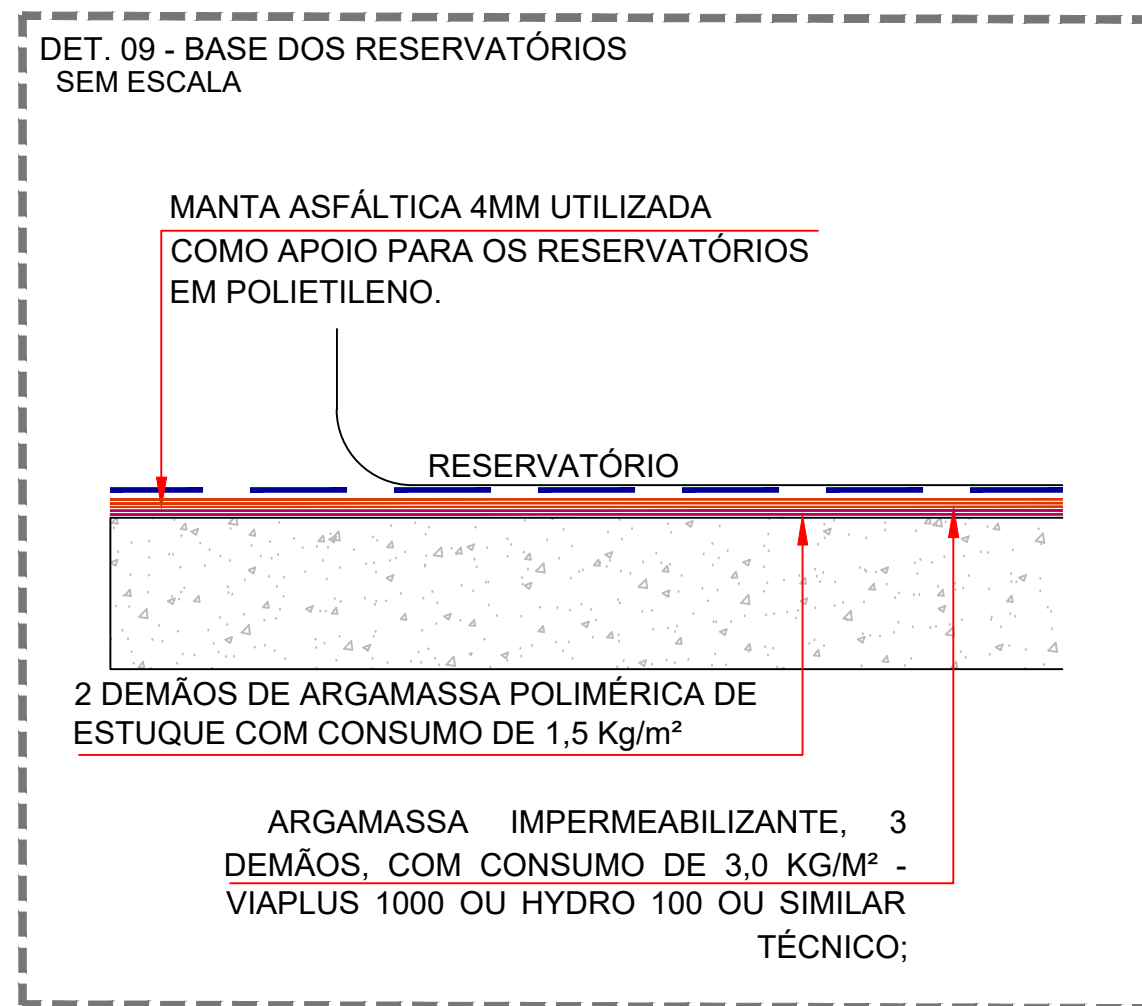 DET. 09 - BASE DOS RESERVATÓRIOS
SEM ESCALA
MANTA ASFÁLTICA 4MM UTILIZADA
COMO APOIO PARA OS RESERVATÓRIOS
EM POLIETILENO.
RESERVATÓRIO
2 DEMÃOS DE ARGAMASSA POLIMÉRICA DE
ESTUQUE COM CONSUMO DE 1,5 Kg/m²
ARGAMASSA IMPERMEABILIZANTE, 3
DEMÃOS, COM CONSUMO DE 3,0 KG/M² -
VIAPLUS 1000 OU HYDRO 100 OU SIMILAR
TÉCNICO;